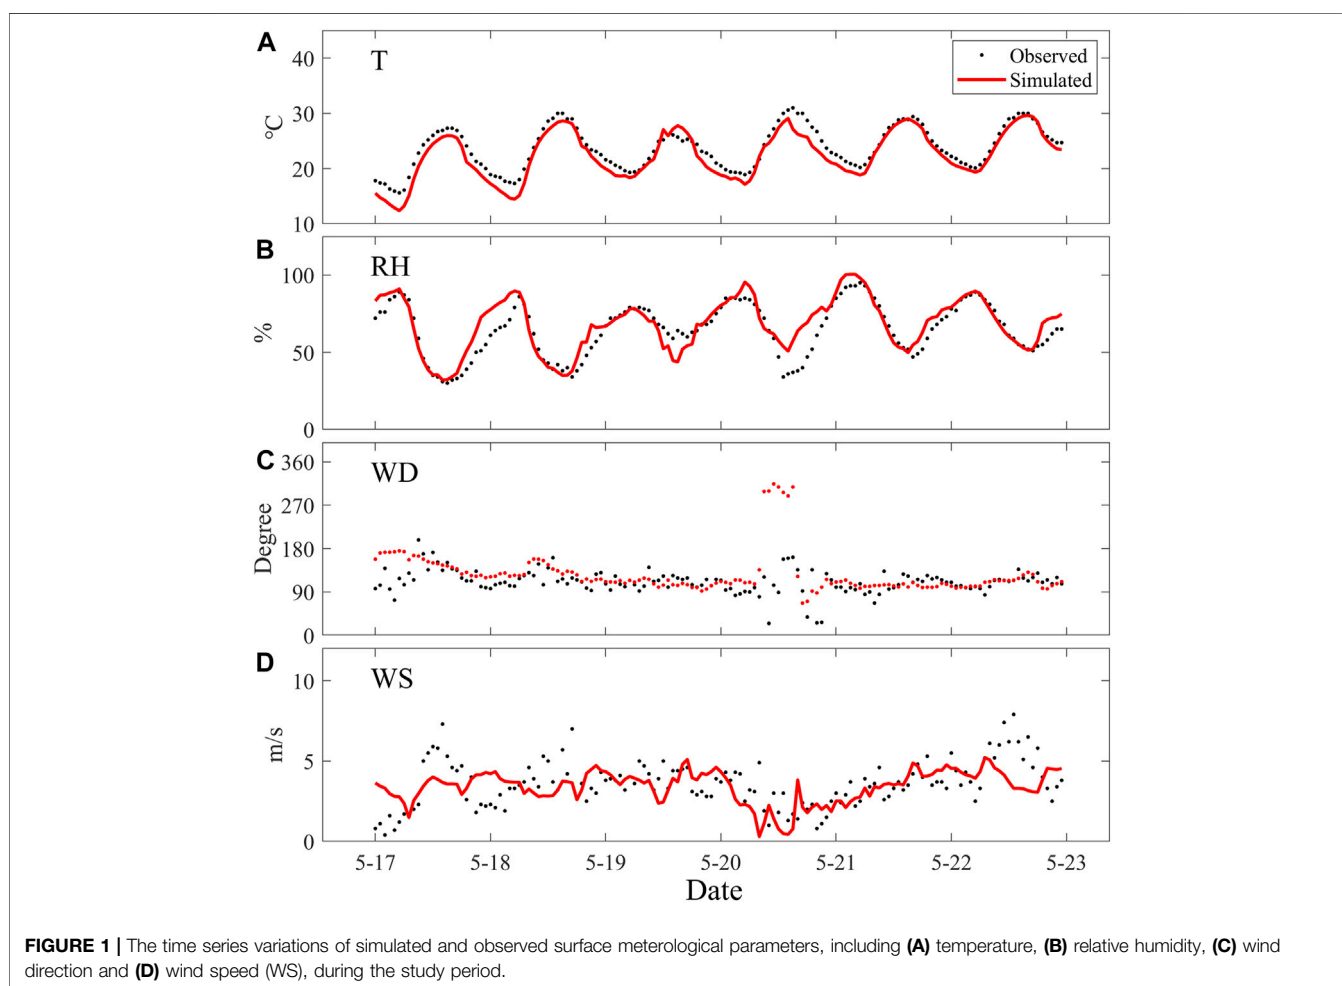 A
T
40
30
20
10
°C
Observed
Simulated
B
RH
100
50
0
%
C
WD
360
270
180
90
0
Degree
D
WS
10
5
0
m/s
5-17 5-18 5-19 5-20 5-21 5-22 5-23
Date
FIGURE 1 | The time series variations of simulated and observed surface meterological parameters, including (A) temperature, (B) relative humidity, (C) wind
direction and (D) wind speed (WS), during the study period.